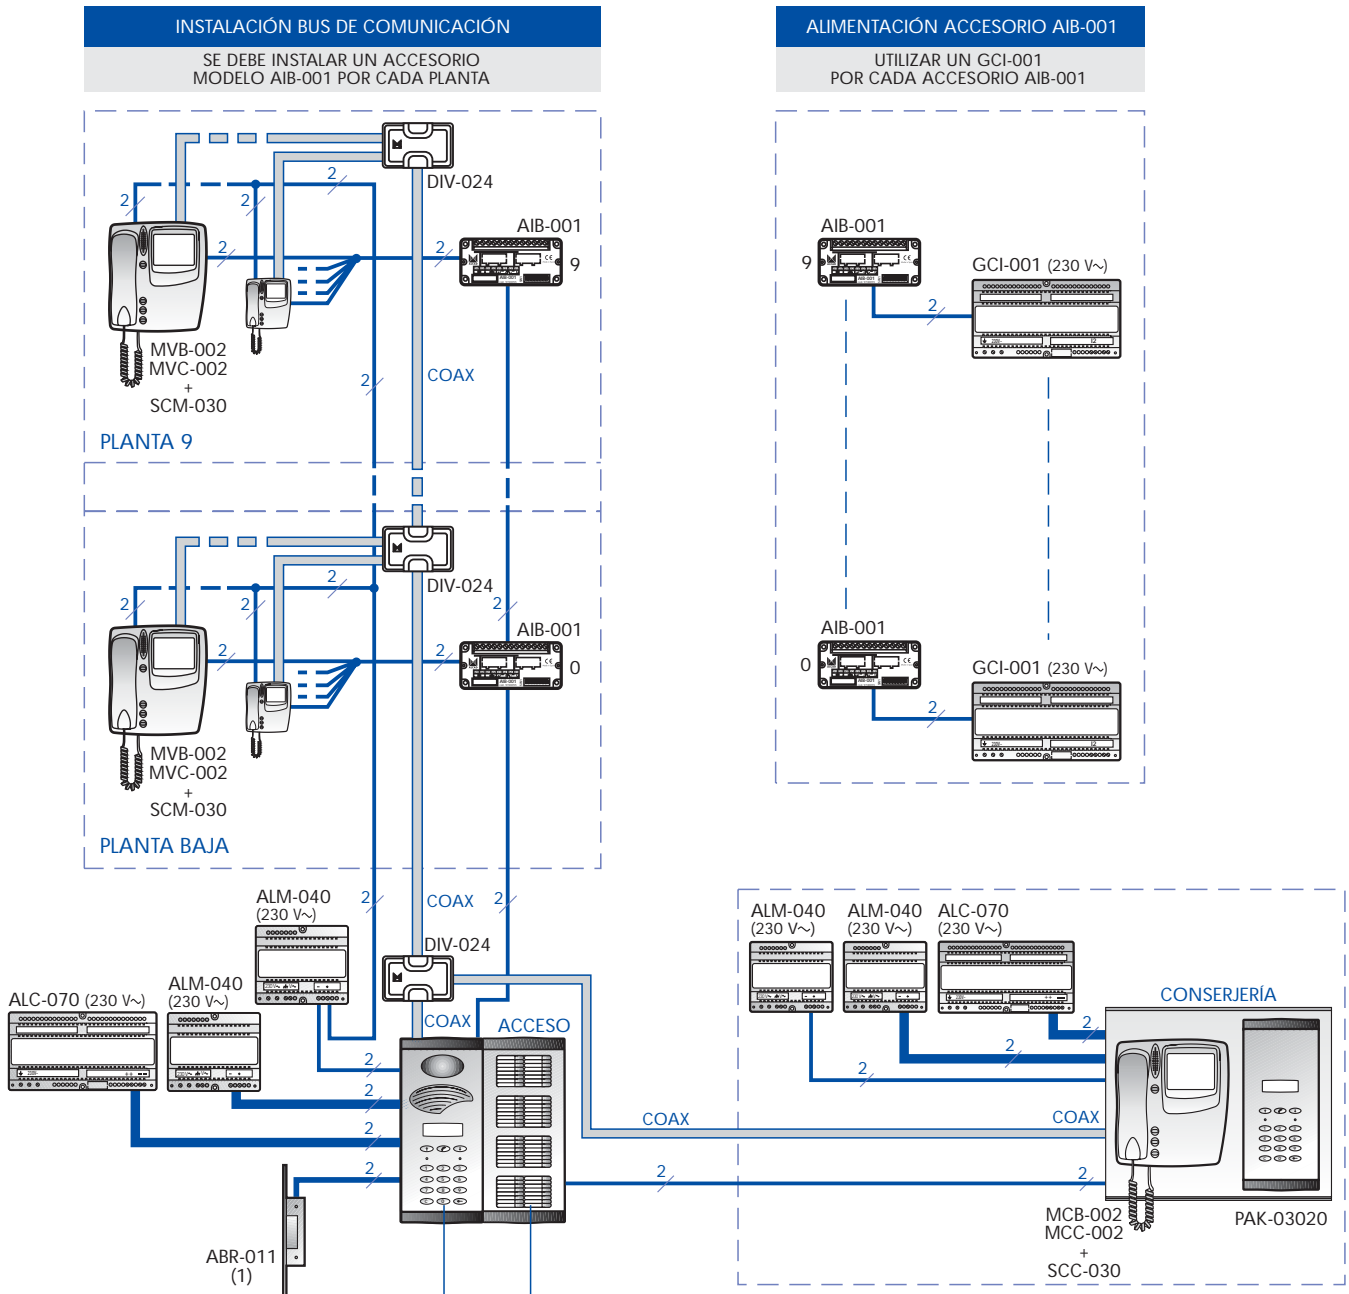 INSTALACIÓN BUS DE COMUNICACIÓN
SE DEBE INSTALAR UN ACCESORIO
MODELO AIB-001 POR CADA PLANTA
ALIMENTACIÓN ACCESORIO AIB-001
UTILIZAR UN GCI-001
POR CADA ACCESORIO AIB-001
DIV-024
2
2
2
AIB-001
2
2
9
MVB-002
MVC-002
+
SCM-030
2
COAX
PLANTA 9
AIB-001
9
GCI-001 (230 V~)
2
DIV-024
2
2
2
2
AIB-001
2
2
0
MVB-002
MVC-002
+
SCM-030
PLANTA BAJA
AIB-001
0
GCI-001 (230 V~)
2
ALM-040
(230 V~)
2
COAX
2
DIV-024
ALC-070 (230 V~)
ALM-040
(230 V~)
COAX
ACCESO
2
2
2
2
ABR-011
(1)
COAX
2
ALM-040
(230 V~)
ALM-040
(230 V~)
ALC-070
(230 V~)
CONSERJERÍA
2
2
2
COAX
2
MCB-002
MCC-002
+
SCC-030
PAK-03020